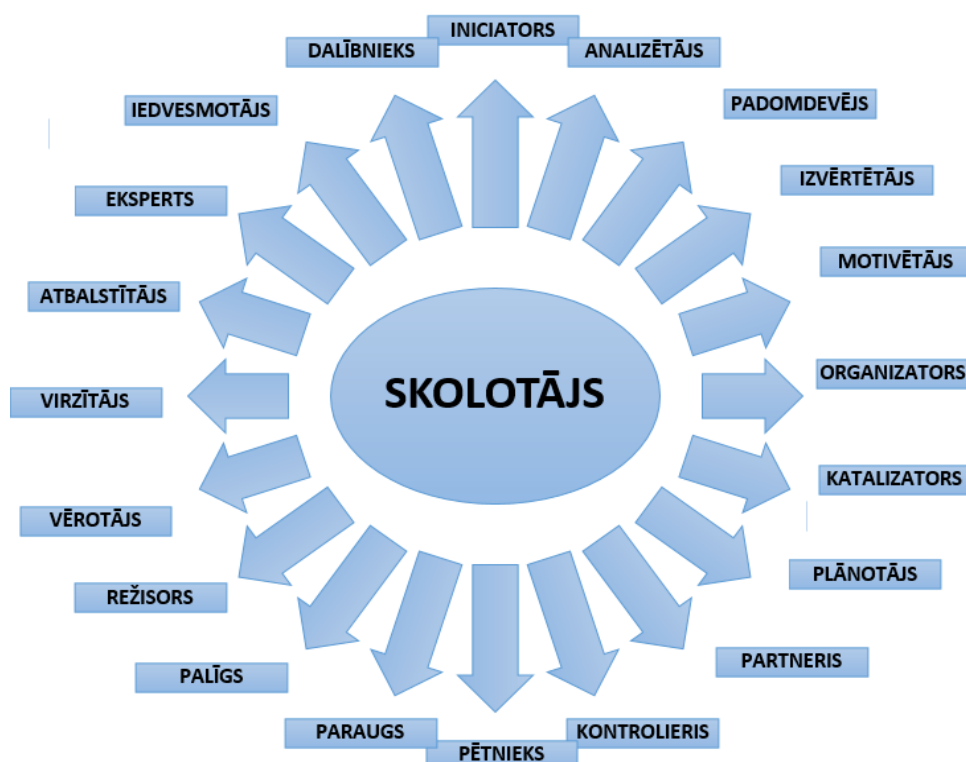 INICIATORS
DALĪBNIEKS
ANALIZĒTĀJS
IEDVESMOTĀJS
PADOMDEVĒJS
EKSPERTS
IZVĒRTĒTĀJS
MOTIVĒTĀJS
ATBALSTĪTĀJS
SKOLOTĀJS
ORGANIZATORS
VIRZĪTĀJS
KATALIZATORS
VĒROTĀJS
PLĀNOTĀJS
REŽISORS
PARTNERIS
PALĪGS
PARAUGS
KONTROLIERIS
PĒTNIEKS